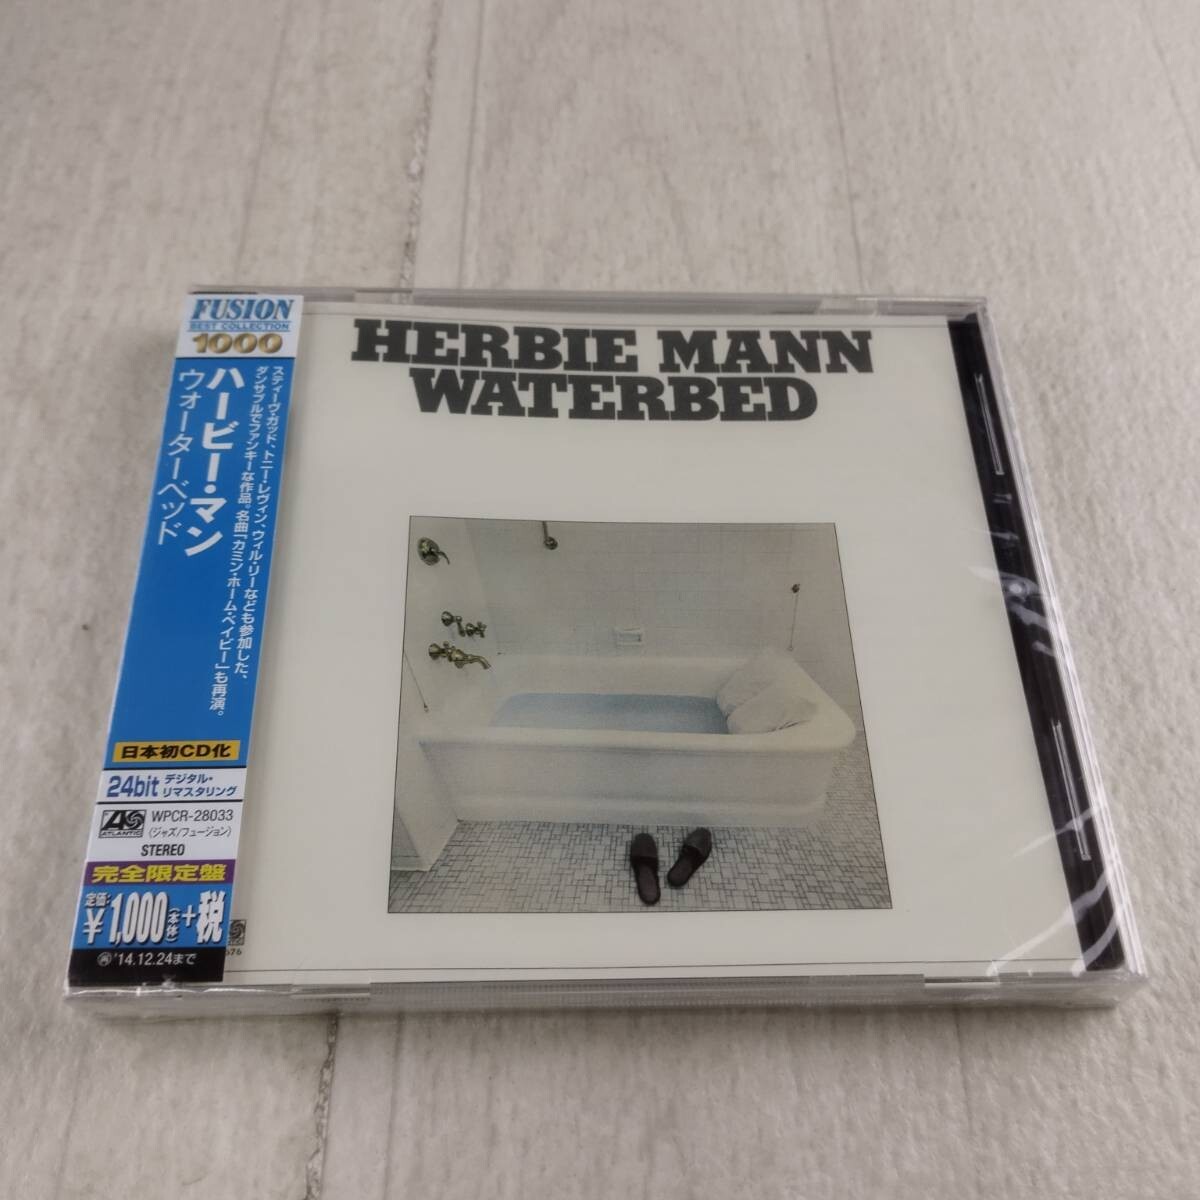 FUSION
BEST COLLECTION
1000
ハービー・マン
ウォーターベッド
スティーヴ・ガッド、トニー・レヴィン、ウィル・リーなども参加した、
ダンサブルでファンキーな作品。名曲「カミン・ホーム・ベイビー」も再演。
日本初CD化
24bit デジタル・
リマスタリング
ATLANTIC
WPCR-28033
(ジャズ/フュージョン)
STEREO
完全限定盤
定価:
¥1,000(本体)+税
'14.12.24まで
HERBIE MANN
WATERBED